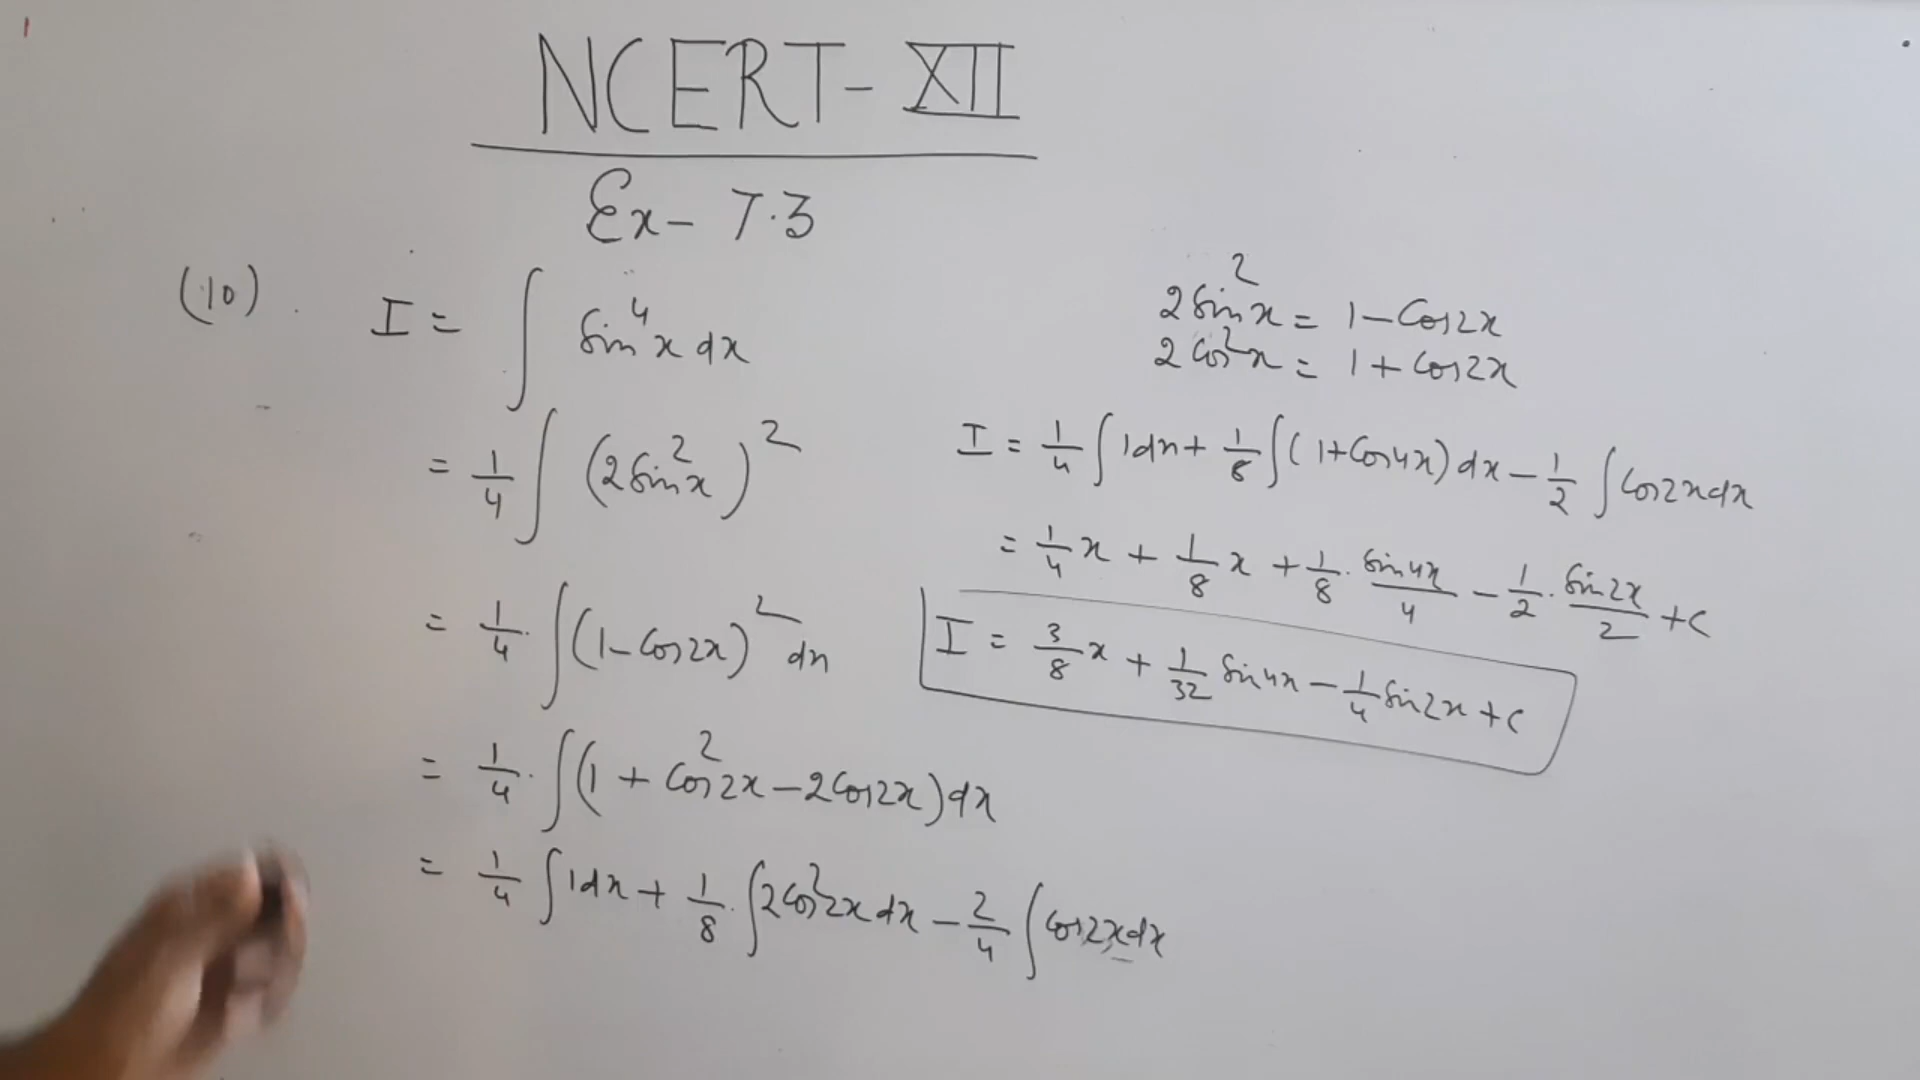 NCERT - XII
Ex - 7.3
(10). I = ∫ sin⁴x dx
= 1/4 ∫ (2sin²x)²
= 1/4 . ∫(1 - cos2x)² dx
= 1/4 . ∫(1 + cos²2x - 2cos2x) dx
= 1/4 ∫1dx + 1/8 . ∫2cos²2x dx - 2/4 ∫cos2x dx
2sin²x = 1 - cos2x
2cos²x = 1 + cos2x
I = 1/4 ∫1dx + 1/8 ∫(1 + cos4x) dx - 1/2 ∫cos2x dx
= 1/4 x + 1/8 x + 1/8 . sin4x/4 - 1/2 . sin2x/2 + C
I = 3/8 x + 1/32 sin4x - 1/4 sin2x + C